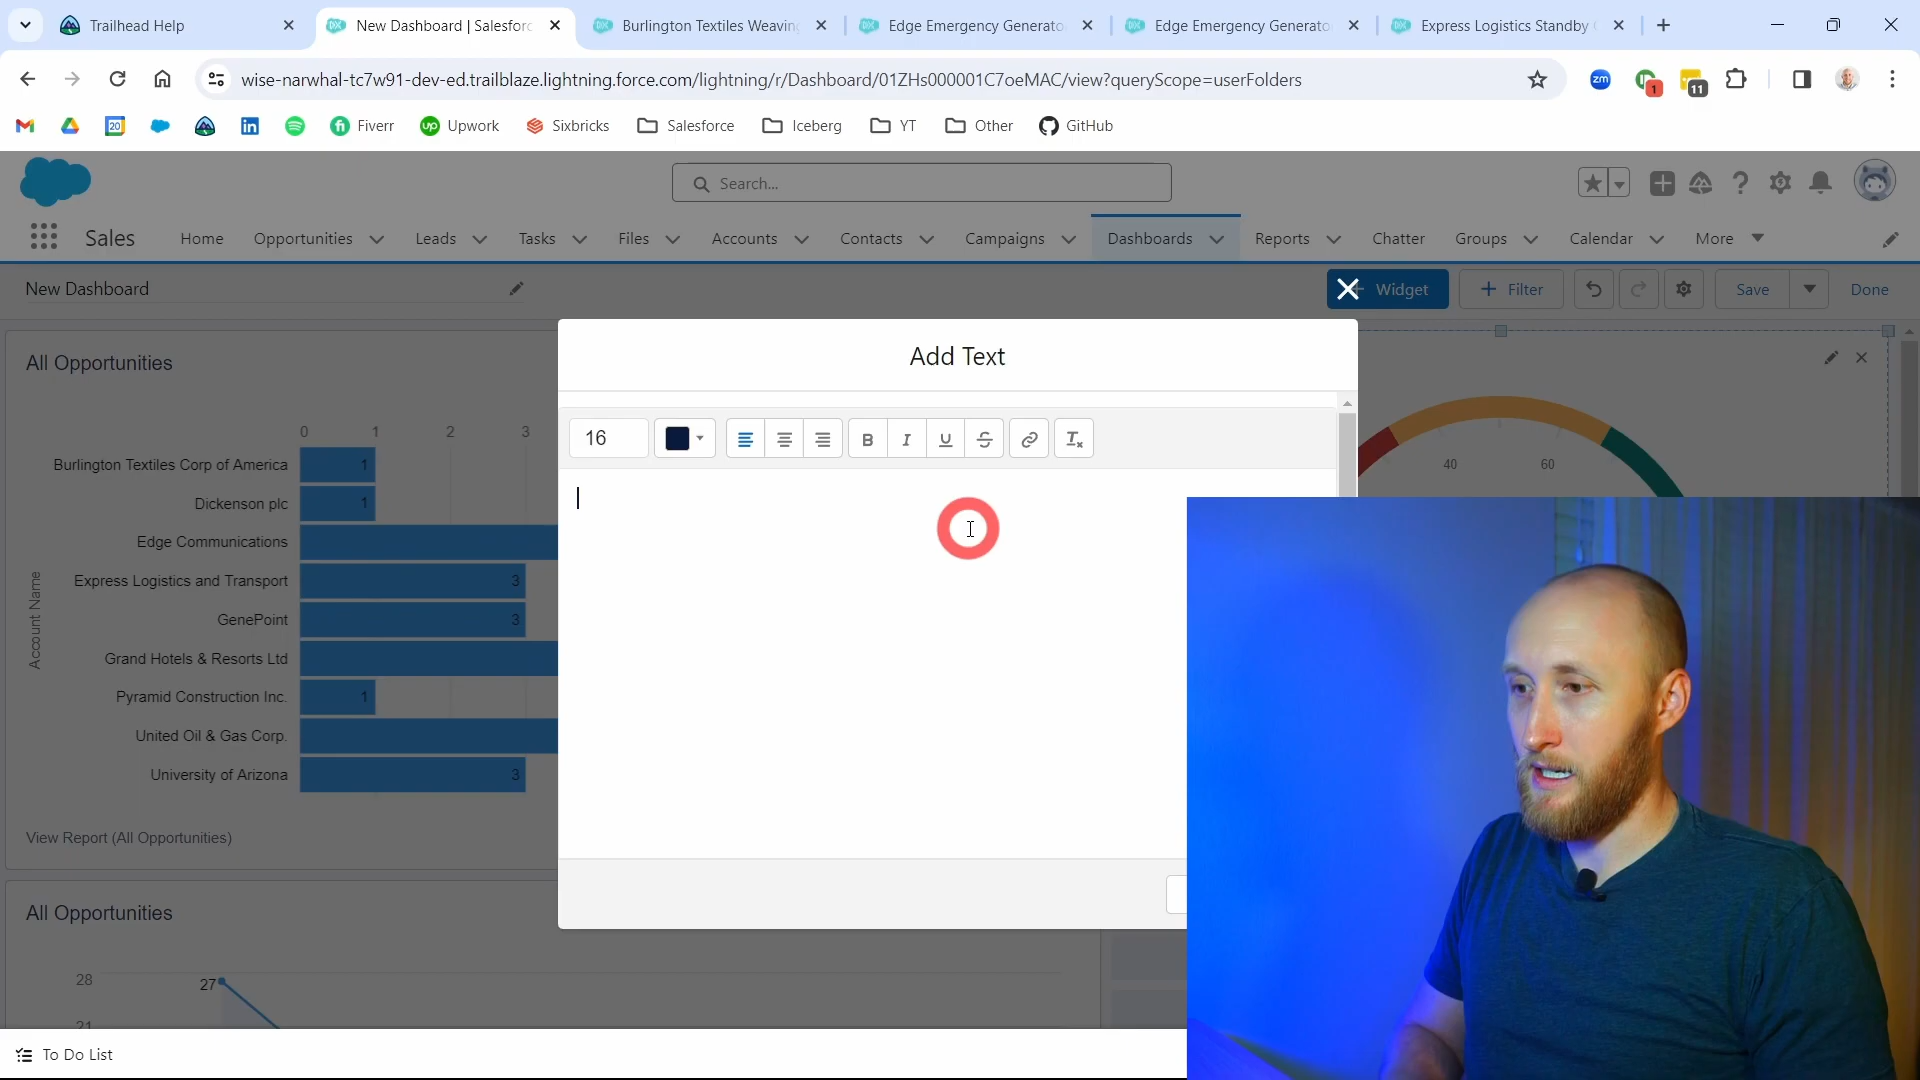 Trailhead Help
New Dashboard | Salesforc
Burlington Textiles Weaving
Edge Emergency Generato
Edge Emergency Generato
Express Logistics Standby
wise-narwhal-tc7w91-dev-ed.trailblaze.lightning.force.com/lightning/r/Dashboard/01ZHs000001C7oeMAC/view?queryScope=userFolders
zm
1
11
20
Fiverr
up
Upwork
Sixbricks
Salesforce
Iceberg
YT
Other
GitHub
Search...
Sales
Home
Opportunities
Leads
Tasks
Files
Accounts
Contacts
Campaigns
Dashboards
Reports
Chatter
Groups
Calendar
More
New Dashboard
Widget
Filter
Save
Done
Add Text
16
B
I
U
S
All Opportunities
0 1 2 3
Account Name
Burlington Textiles Corp of America 1
Dickenson plc 1
Edge Communications
Express Logistics and Transport 3
GenePoint 3
Grand Hotels & Resorts Ltd
Pyramid Construction Inc. 1
United Oil & Gas Corp.
University of Arizona 3
View Report (All Opportunities)
40 60
All Opportunities
28
27
To Do List